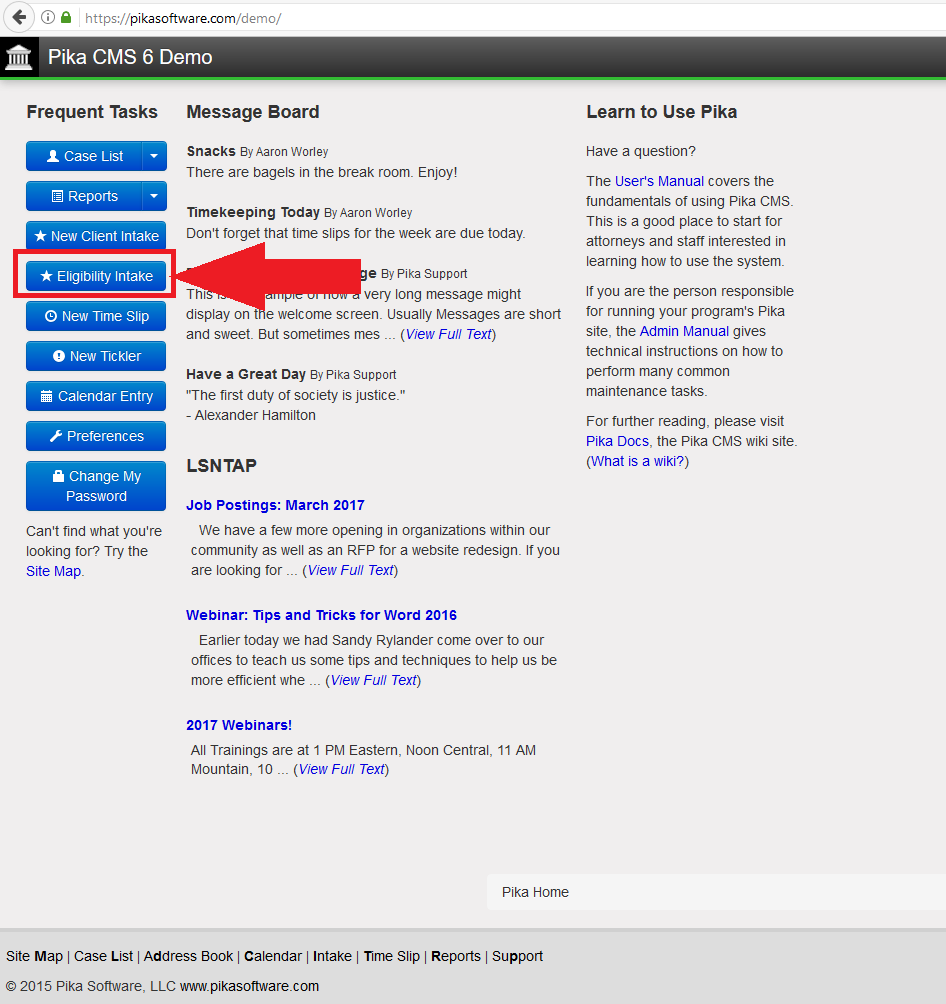 https://pikasoftware.com/demo/
Pika CMS 6 Demo
Frequent Tasks
Case List
Reports
New Client Intake
Eligibility Intake
New Time Slip
New Tickler
Calendar Entry
Preferences
Change My
Password
Can't find what you're
looking for? Try the
Site Map.
Message Board
Snacks By Aaron Worley
There are bagels in the break room. Enjoy!
Timekeeping Today By Aaron Worley
Don't forget that time slips for the week are due today.
By Pika Support
a very long message might
display on the welcome screen. Usually Messages are short
and sweet. But sometimes mes ... (View Full Text)
Have a Great Day By Pika Support
"The first duty of society is justice."
- Alexander Hamilton
LSNTAP
Job Postings: March 2017
We have a few more opening in organizations within our
community as well as an RFP for a website redesign. If you
are looking for ... (View Full Text)
Webinar: Tips and Tricks for Word 2016
Earlier today we had Sandy Rylander come over to our
offices to teach us some tips and techniques to help us be
more efficient whe ... (View Full Text)
2017 Webinars!
All Trainings are at 1 PM Eastern, Noon Central, 11 AM
Mountain, 10 ... (View Full Text)
Learn to Use Pika
Have a question?
The User's Manual covers the
fundamentals of using Pika CMS.
This is a good place to start for
attorneys and staff interested in
learning how to use the system.
If you are the person responsible
for running your program's Pika
site, the Admin Manual gives
technical instructions on how to
perform many common
maintenance tasks.
For further reading, please visit
Pika Docs, the Pika CMS wiki site.
(What is a wiki?)
Pika Home
Site Map | Case List | Address Book | Calendar | Intake | Time Slip | Reports | Support
© 2015 Pika Software, LLC www.pikasoftware.com